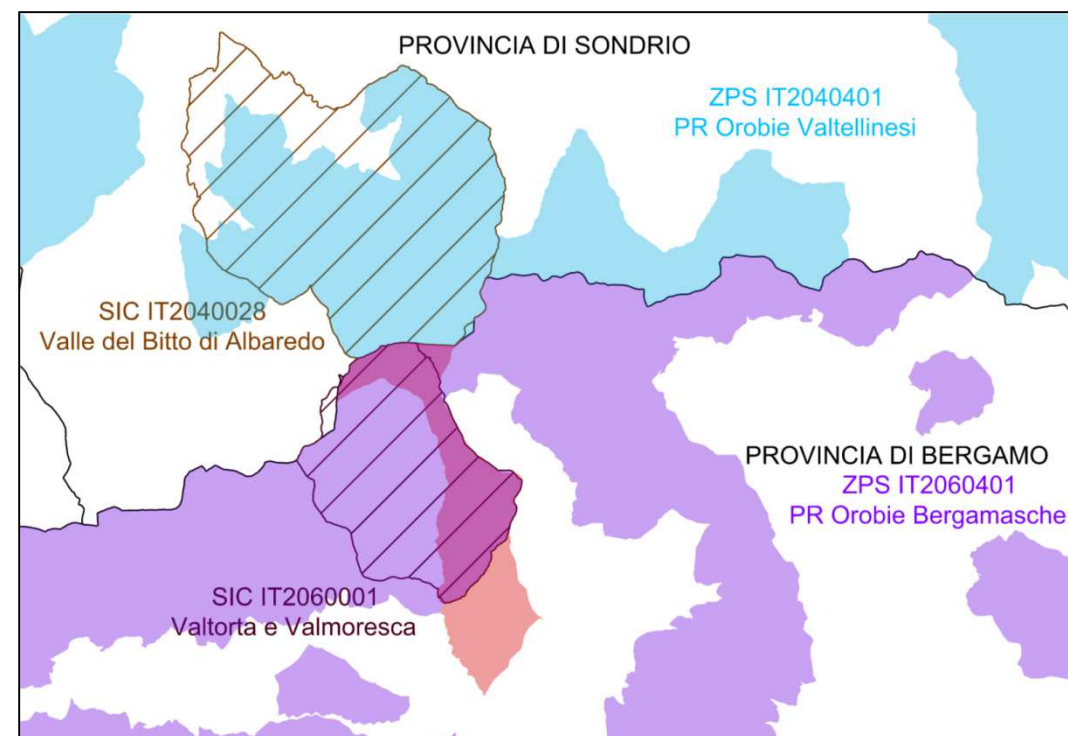 PROVINCIA DI SONDRIO
ZPS IT2040401
PR Orobie Valtellinesi
SIC IT2040028
Valle del Bitto di Albaredo
PROVINCIA DI BERGAMO
ZPS IT2060401
PR Orobie Bergamasche
SIC IT2060001
Valtorta e Valmoresca